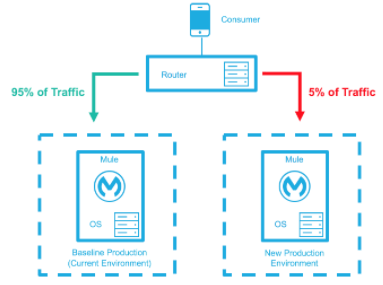 Consumer
Router
95% of Traffic
5% of Traffic
Mule
OS
Baseline Production
(Current Environment)
Mule
OS
New Production
Environment